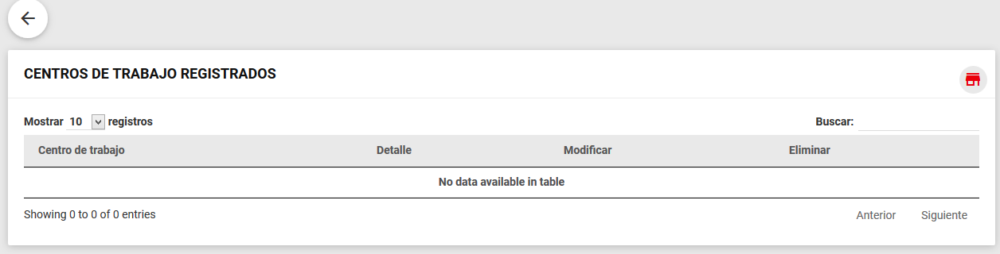 CENTROS DE TRABAJO REGISTRADOS
Mostrar 10 registros Buscar:
Centro de trabajo Detalle Modificar Eliminar
No data available in table
Showing 0 to 0 of 0 entries Anterior Siguiente